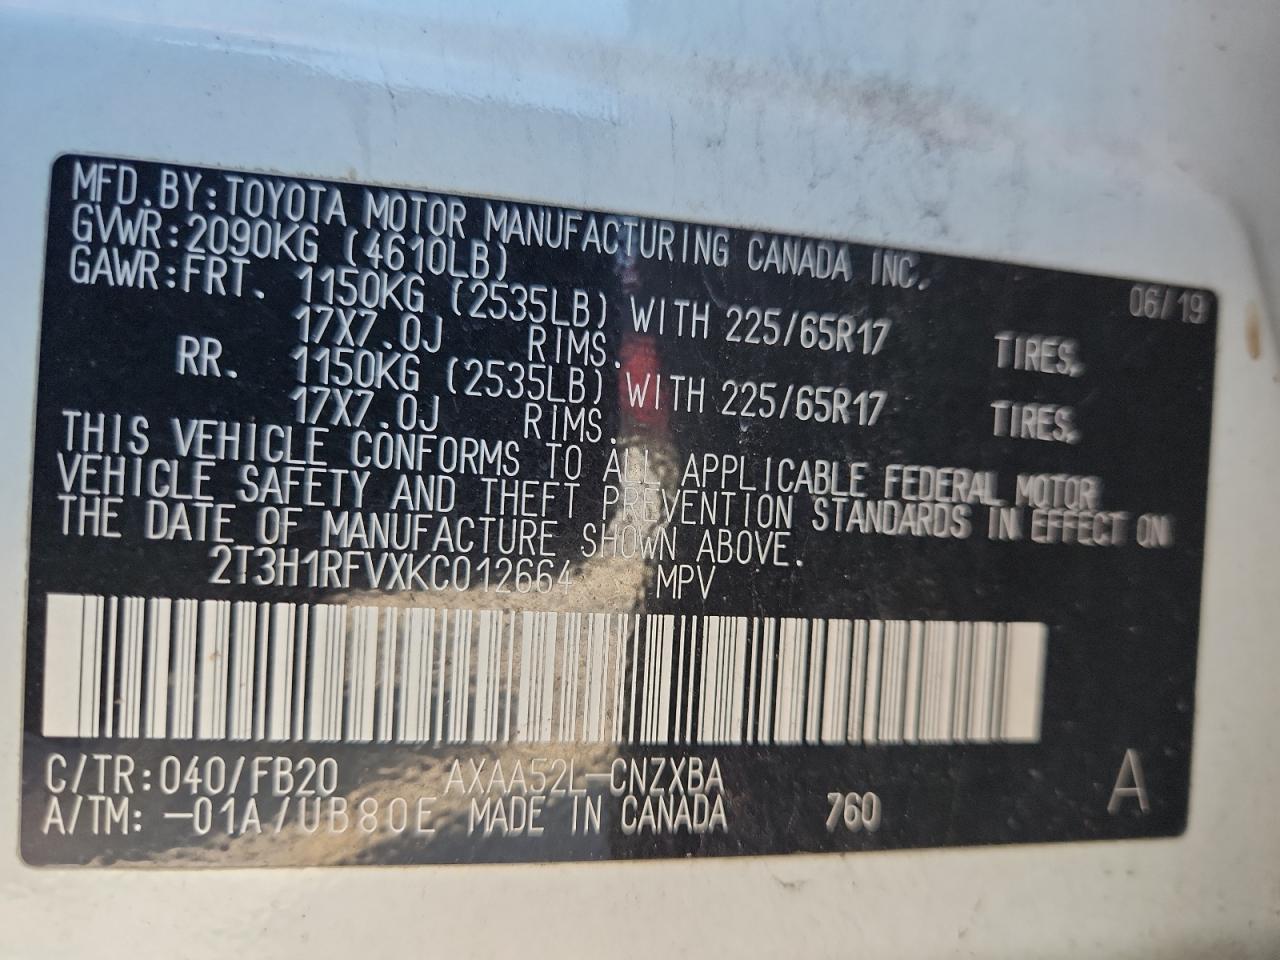 MFD.BY:TOYOTA MOTOR MANUFACTURING CANADA INC.
GVWR:2090KG (4610LB) 06/19
GAWR:FRT. 1150KG (2535LB) WITH 225/65R17 TIRES,
17X7.0J RIMS.
RR. 1150KG (2535LB) WITH 225/65R17 TIRES,
17X7.0J RIMS.
THIS VEHICLE CONFORMS TO ALL APPLICABLE FEDERAL MOTOR
VEHICLE SAFETY AND THEFT PREVENTION STANDARDS IN EFFECT ON
THE DATE OF MANUFACTURE SHOWN ABOVE.
2T3H1RFVXKC012664 MPV
C/TR:040/FB20 AXAA52L-CNZXBA A
A/TM: -01A/UB80E MADE IN CANADA 760